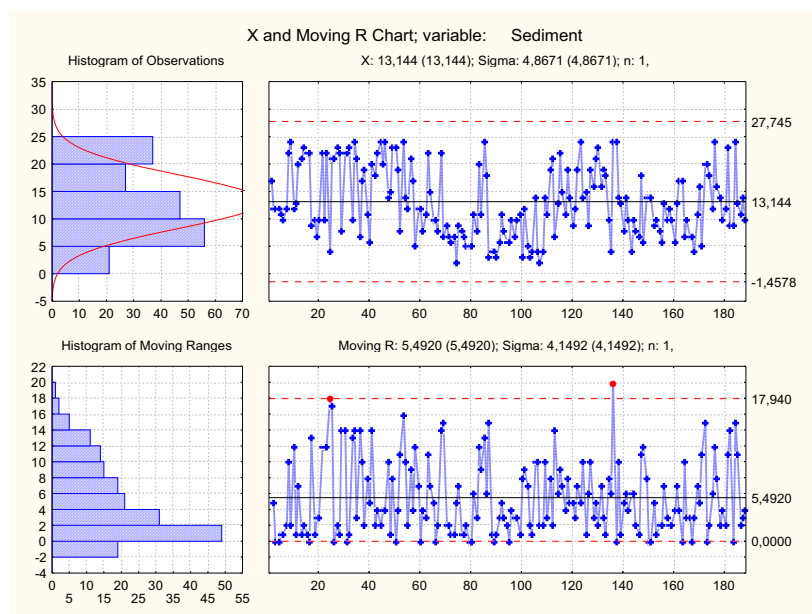 X and Moving R Chart; variable: Sediment
Histogram of Observations
X: 13,144 (13,144); Sigma: 4,8671 (4,8671); n: 1,
35
30
25
20
15
10
5
0
-5
0 10 20 30 40 50 60 70
27,745
13,144
-1,4578
20 40 60 80 100 120 140 160 180
Histogram of Moving Ranges
Moving R: 5,4920 (5,4920); Sigma: 4,1492 (4,1492); n: 1,
22
20
18
16
14
12
10
8
6
4
2
0
-2
-4
0 10 20 30 40 50
5 15 25 35 45 55
17,940
5,4920
0,0000
20 40 60 80 100 120 140 160 180